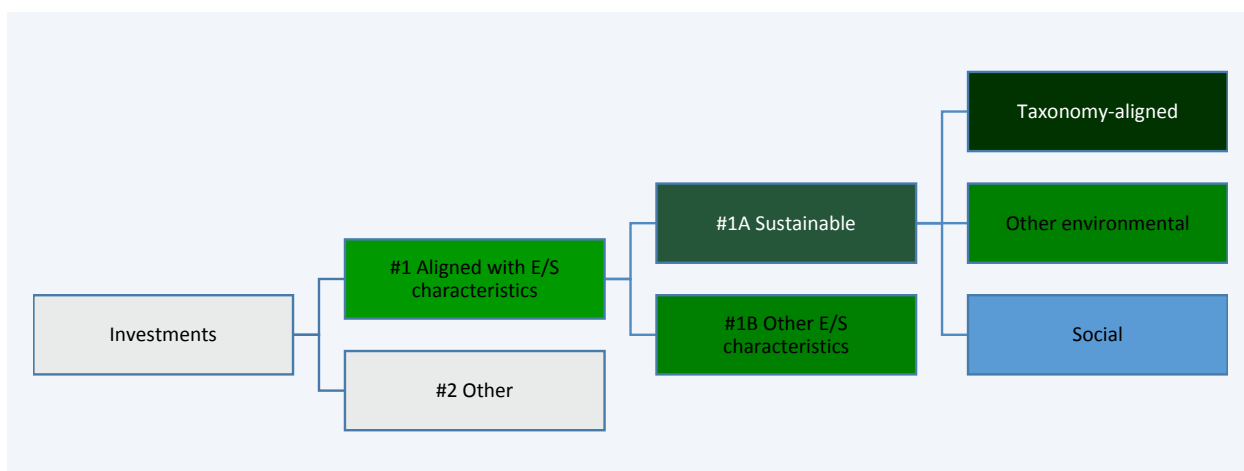 Investments
#1 Aligned with E/S
characteristics
#2 Other
#1A Sustainable
#1B Other E/S
characteristics
Taxonomy-aligned
Other environmental
Social